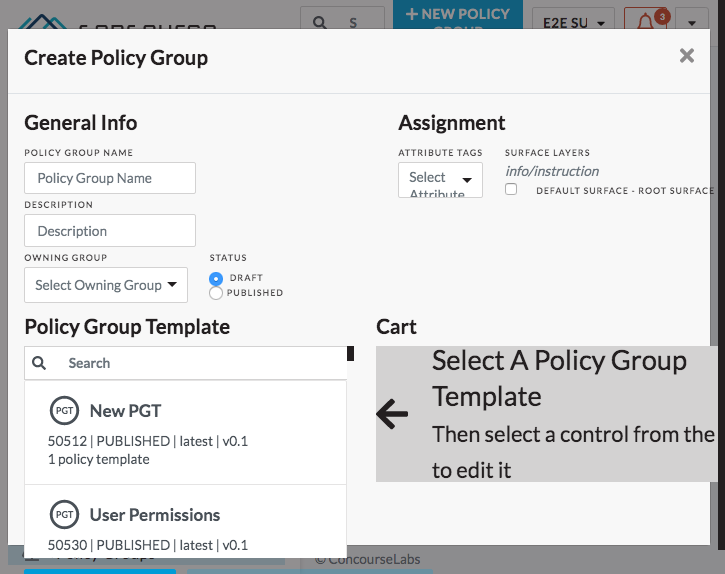 S
+ NEW POLICY
GROUP
E2E SU
3
Create Policy Group
×
General Info
Assignment
POLICY GROUP NAME
Policy Group Name
ATTRIBUTE TAGS
Select
Attribute
SURFACE LAYERS
info/instruction
DEFAULT SURFACE - ROOT SURFACE
DESCRIPTION
Description
OWNING GROUP
Select Owning Group
STATUS
DRAFT
PUBLISHED
Policy Group Template
Cart
Search
Select A Policy Group
Template
Then select a control from the
to edit it
PGT New PGT
50512 | PUBLISHED | latest | v0.1
1 policy template
PGT User Permissions
50530 | PUBLISHED | latest | v0.1
Policy Groups
© ConcourseLabs